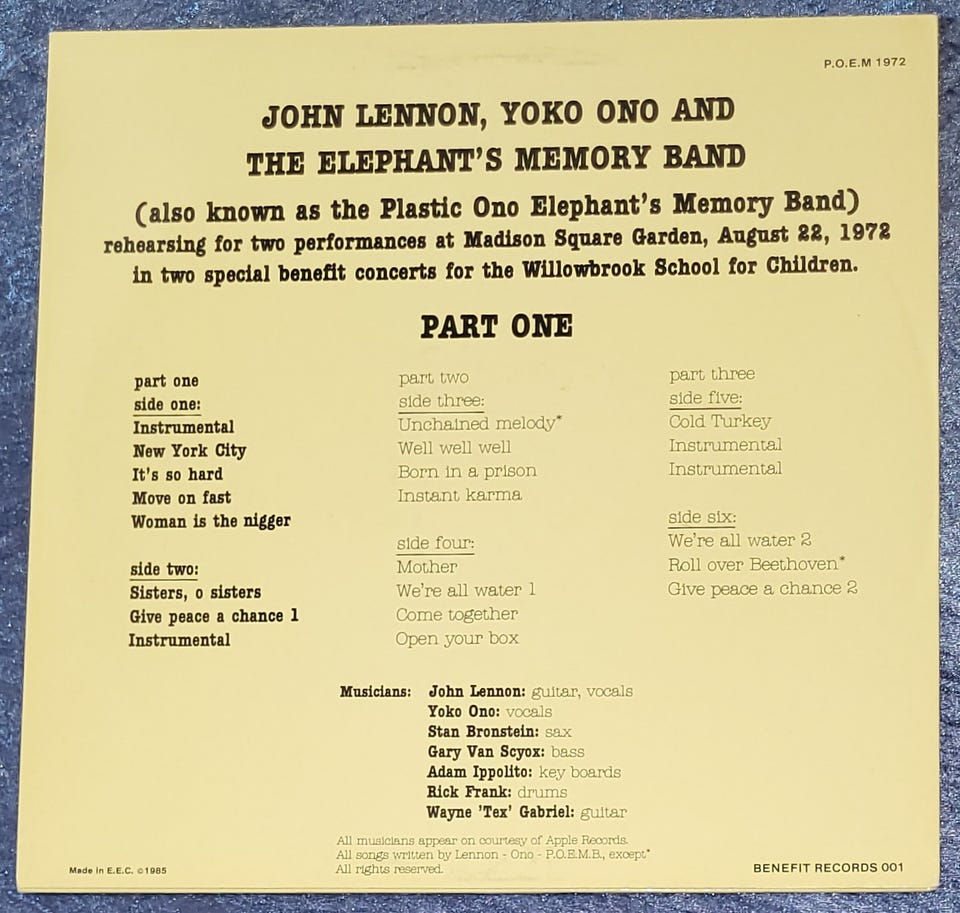 P.O.E.M 1972
JOHN LENNON, YOKO ONO AND
THE ELEPHANT'S MEMORY BAND
(also known as the Plastic Ono Elephant's Memory Band)
rehearsing for two performances at Madison Square Garden, August 22, 1972
in two special benefit concerts for the Willowbrook School for Children.
PART ONE
part one
side one:
Instrumental
New York City
It's so hard
Move on fast
Woman is the nigger
side two:
Sisters, o sisters
Give peace a chance 1
Instrumental
part two
side three:
Unchained melody*
Well well well
Born in a prison
Instant karma
side four:
Mother
We're all water 1
Come together
Open your box
part three
side five:
Cold Turkey
Instrumental
Instrumental
side six:
We're all water 2
Roll over Beethoven*
Give peace a chance 2
Musicians: John Lennon: guitar, vocals
Yoko Ono: vocals
Stan Bronstein: sax
Gary Van Scyox: bass
Adam Ippolito: key boards
Rick Frank: drums
Wayne 'Tex' Gabriel: guitar
All musicians appear on courtesy of Apple Records.
All songs written by Lennon - Ono - P.O.E.M.B., except*
All rights reserved.
Made in E.E.C. © 1985
BENEFIT RECORDS 001